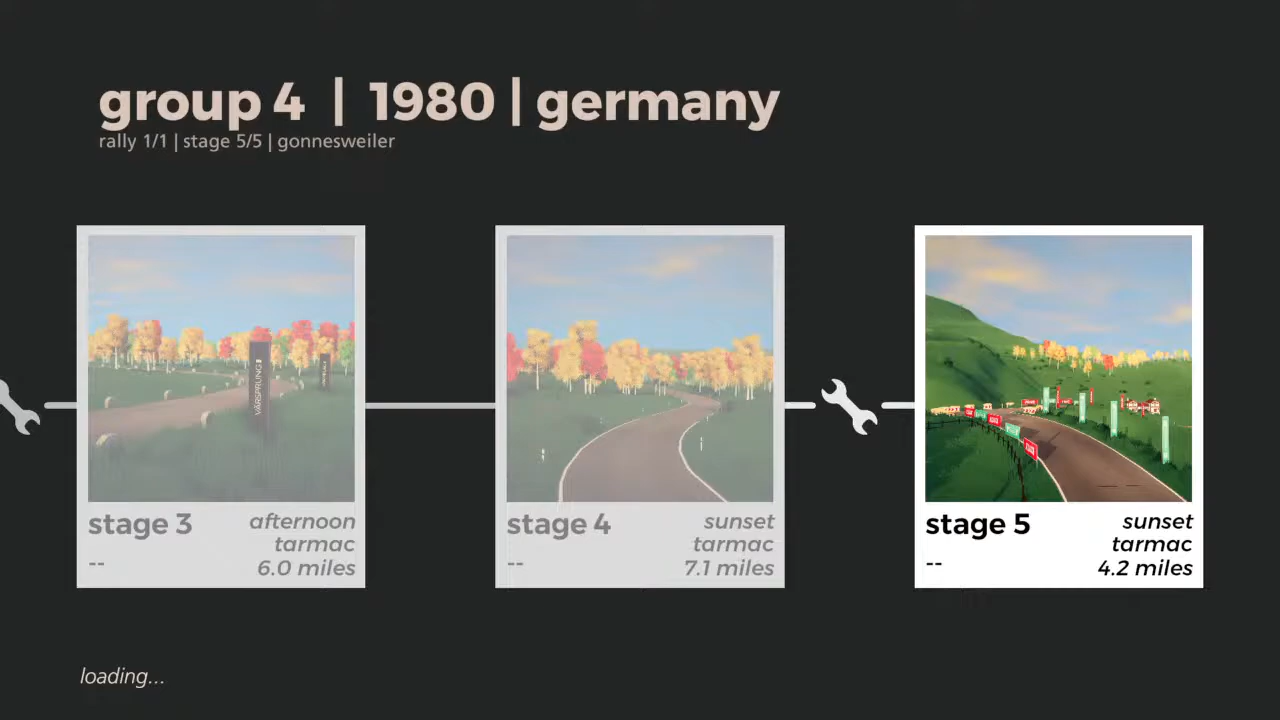 group 4 | 1980 | germany
rally 1/1 | stage 5/5 | gonnesweiler
VÄRSPRUNG
stage 3
afternoon
tarmac
--
6.0 miles
stage 4
sunset
tarmac
--
7.1 miles
stage 5
sunset
tarmac
--
4.2 miles
loading...